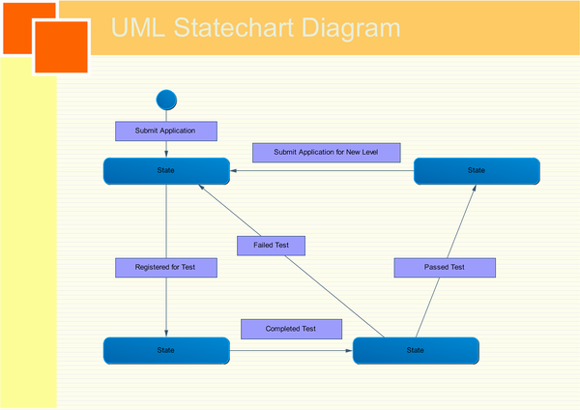 UML Statechart Diagram
Submit Application
Submit Application for New Level
State
State
Failed Test
Registered for Test
Passed Test
Completed Test
State
State